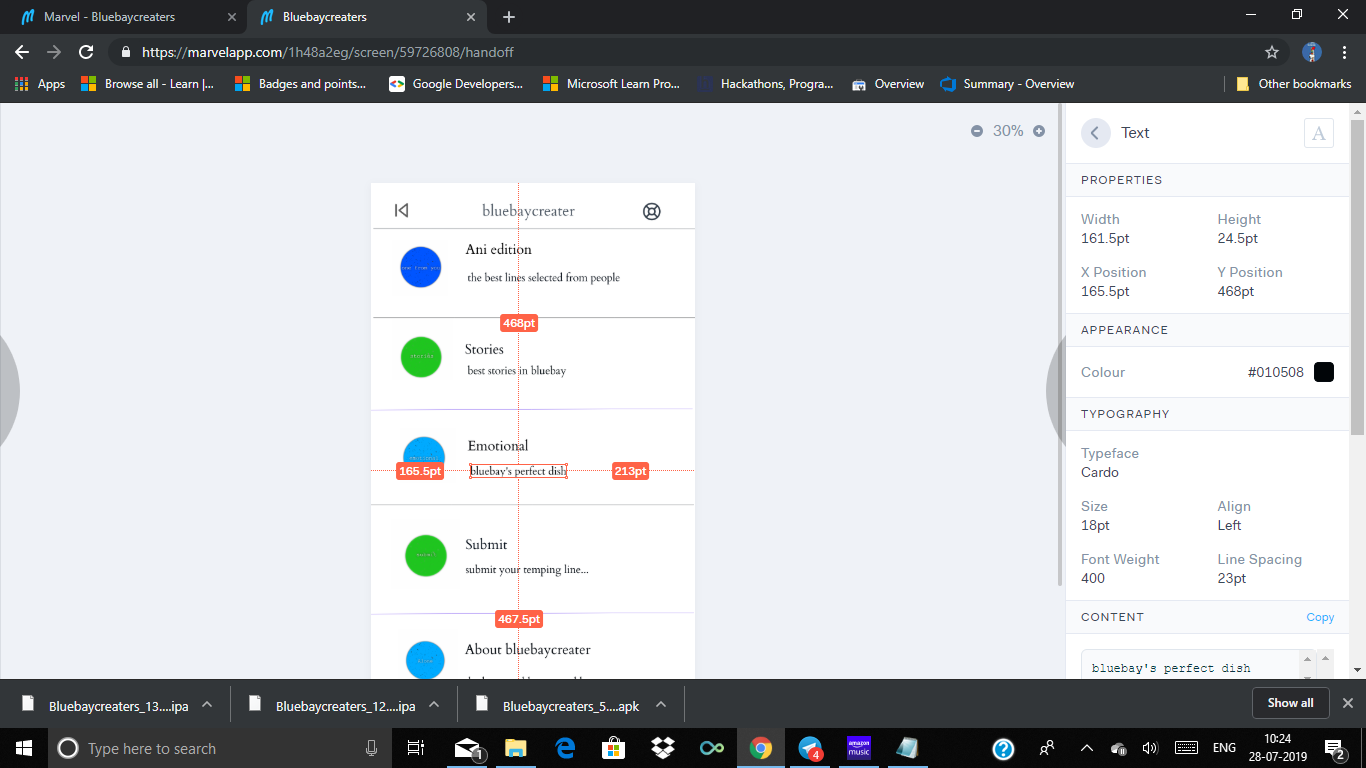 Marvel - Bluebaycreaters
Bluebaycreaters
https://marvelapp.com/1h48a2eg/screen/59726808/handoff
Apps
Browse all - Learn |...
Badges and points...
Google Developers...
Microsoft Learn Pro...
Hackathons, Progra...
Overview
Summary - Overview
Other bookmarks
30%
bluebaycreater
Ani edition
the best lines selected from people
468pt
Stories
best stories in bluebay
Emotional
165.5pt
bluebay's perfect dish
213pt
Submit
submit your temping line...
467.5pt
About bluebaycreater
Text
A
PROPERTIES
Width Height
161.5pt 24.5pt
X Position Y Position
165.5pt 468pt
APPEARANCE
Colour #010508
TYPOGRAPHY
Typeface
Cardo
Size Align
18pt Left
Font Weight Line Spacing
400 23pt
CONTENT Copy
bluebay's perfect dish
Bluebaycreaters_13....ipa
Bluebaycreaters_12....ipa
Bluebaycreaters_5....apk
Show all
Type here to search
1
4
amazon music
ENG
10:24
28-07-2019
2